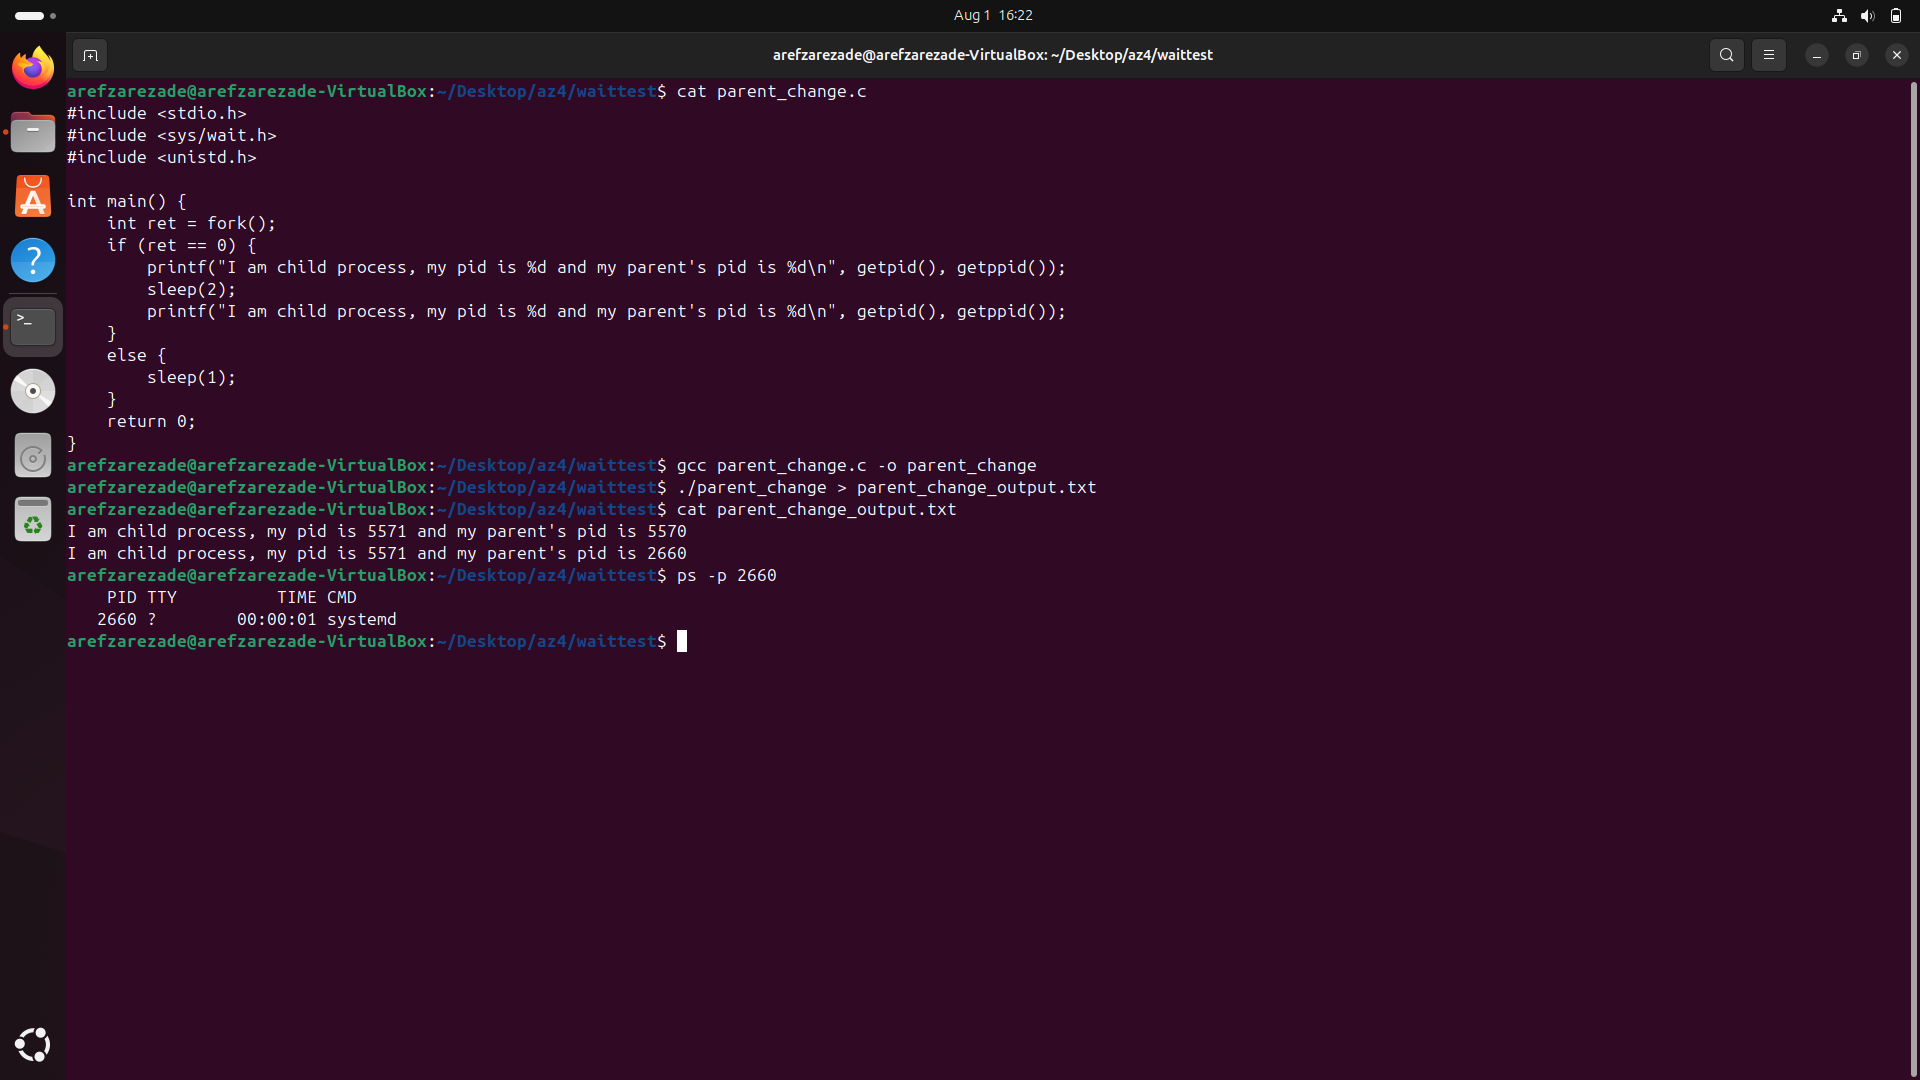 Aug 1 16:22
arefzarezade@arefzarezade-VirtualBox: ~/Desktop/az4/waittest
arefzarezade@arefzarezade-VirtualBox:~/Desktop/az4/waittest$ cat parent_change.c
#include <stdio.h>
#include <sys/wait.h>
#include <unistd.h>

int main() {
    int ret = fork();
    if (ret == 0) {
        printf("I am child process, my pid is %d and my parent's pid is %d\n", getpid(), getppid());
        sleep(2);
        printf("I am child process, my pid is %d and my parent's pid is %d\n", getpid(), getppid());
    }
    else {
        sleep(1);
    }
    return 0;
}
arefzarezade@arefzarezade-VirtualBox:~/Desktop/az4/waittest$ gcc parent_change.c -o parent_change
arefzarezade@arefzarezade-VirtualBox:~/Desktop/az4/waittest$ ./parent_change > parent_change_output.txt
arefzarezade@arefzarezade-VirtualBox:~/Desktop/az4/waittest$ cat parent_change_output.txt
I am child process, my pid is 5571 and my parent's pid is 5570
I am child process, my pid is 5571 and my parent's pid is 2660
arefzarezade@arefzarezade-VirtualBox:~/Desktop/az4/waittest$ ps -p 2660
    PID TTY          TIME CMD
   2660 ?        00:00:01 systemd
arefzarezade@arefzarezade-VirtualBox:~/Desktop/az4/waittest$